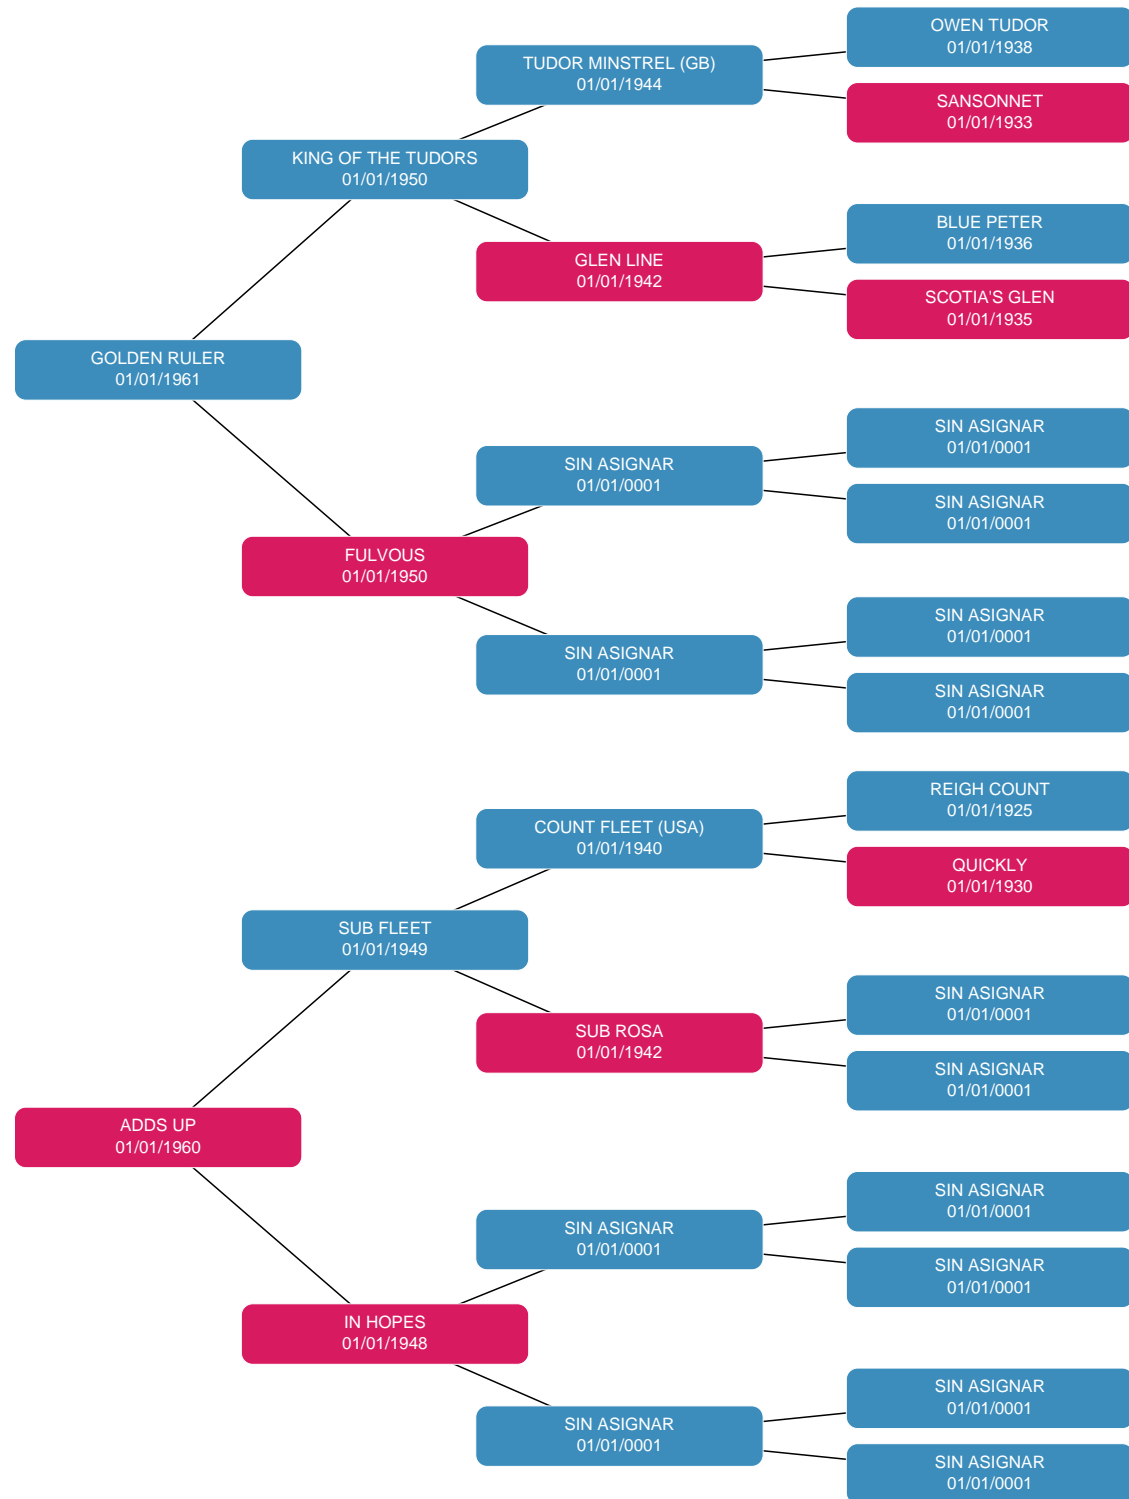 OWEN TUDOR
01/01/1938
TUDOR MINSTREL (GB)
01/01/1944
SANSONNET
01/01/1933
KING OF THE TUDORS
01/01/1950
BLUE PETER
01/01/1936
GLEN LINE
01/01/1942
SCOTIA'S GLEN
01/01/1935
GOLDEN RULER
01/01/1961
SIN ASIGNAR
01/01/0001
SIN ASIGNAR
01/01/0001
SIN ASIGNAR
01/01/0001
FULVOUS
01/01/1950
SIN ASIGNAR
01/01/0001
SIN ASIGNAR
01/01/0001
SIN ASIGNAR
01/01/0001
REIGH COUNT
01/01/1925
COUNT FLEET (USA)
01/01/1940
QUICKLY
01/01/1930
SUB FLEET
01/01/1949
SIN ASIGNAR
01/01/0001
SUB ROSA
01/01/1942
SIN ASIGNAR
01/01/0001
ADDS UP
01/01/1960
SIN ASIGNAR
01/01/0001
SIN ASIGNAR
01/01/0001
SIN ASIGNAR
01/01/0001
IN HOPES
01/01/1948
SIN ASIGNAR
01/01/0001
SIN ASIGNAR
01/01/0001
SIN ASIGNAR
01/01/0001